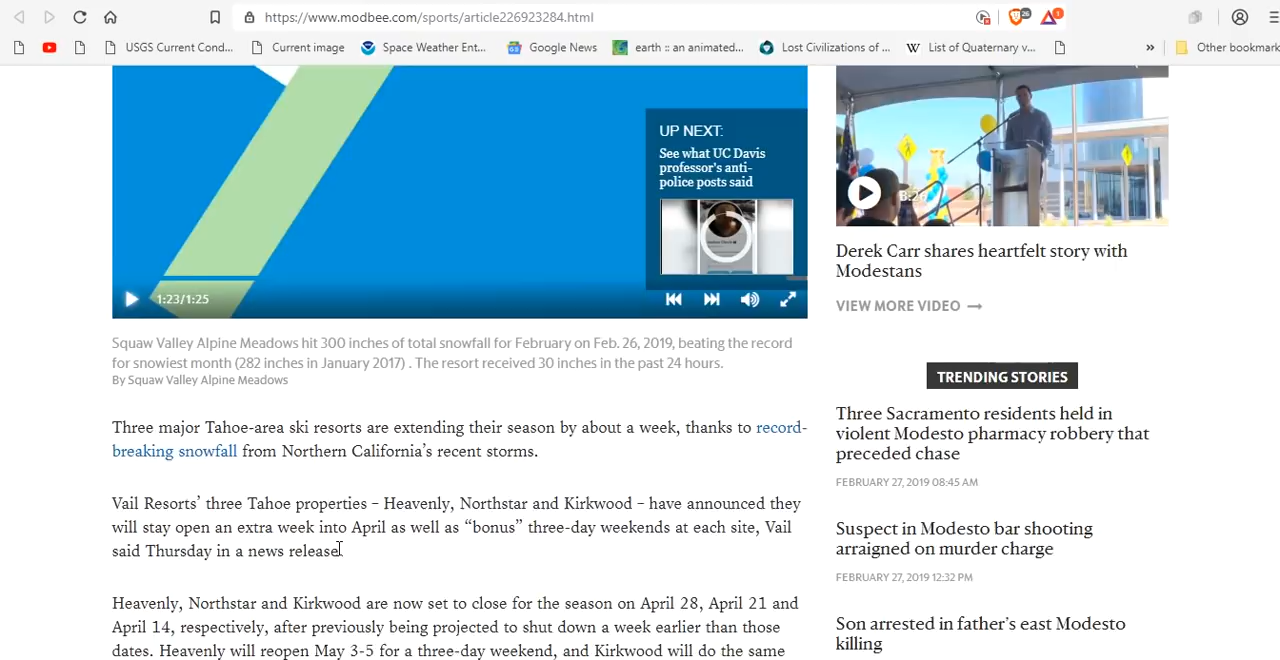 https://www.modbee.com/sports/article226923284.html
26
1
USGS Current Cond...
Current image
Space Weather Ent...
Google News
earth :: an animated...
Lost Civilizations of ...
W
List of Quaternary v...
»
Other bookmark
UP NEXT:
See what UC Davis
professor's anti-
police posts said
1:23/1:25
Squaw Valley Alpine Meadows hit 300 inches of total snowfall for February on Feb. 26, 2019, beating the record
for snowiest month (282 inches in January 2017) . The resort received 30 inches in the past 24 hours.
By Squaw Valley Alpine Meadows
Three major Tahoe-area ski resorts are extending their season by about a week, thanks to record-
breaking snowfall from Northern California’s recent storms.
Vail Resorts’ three Tahoe properties – Heavenly, Northstar and Kirkwood – have announced they
will stay open an extra week into April as well as “bonus” three-day weekends at each site, Vail
said Thursday in a news release.
Heavenly, Northstar and Kirkwood are now set to close for the season on April 28, April 21 and
April 14, respectively, after previously being projected to shut down a week earlier than those
dates. Heavenly will reopen May 3-5 for a three-day weekend, and Kirkwood will do the same
Derek Carr shares heartfelt story with
Modestans
VIEW MORE VIDEO →
TRENDING STORIES
Three Sacramento residents held in
violent Modesto pharmacy robbery that
preceded chase
FEBRUARY 27, 2019 08:45 AM
Suspect in Modesto bar shooting
arraigned on murder charge
FEBRUARY 27, 2019 12:32 PM
Son arrested in father’s east Modesto
killing